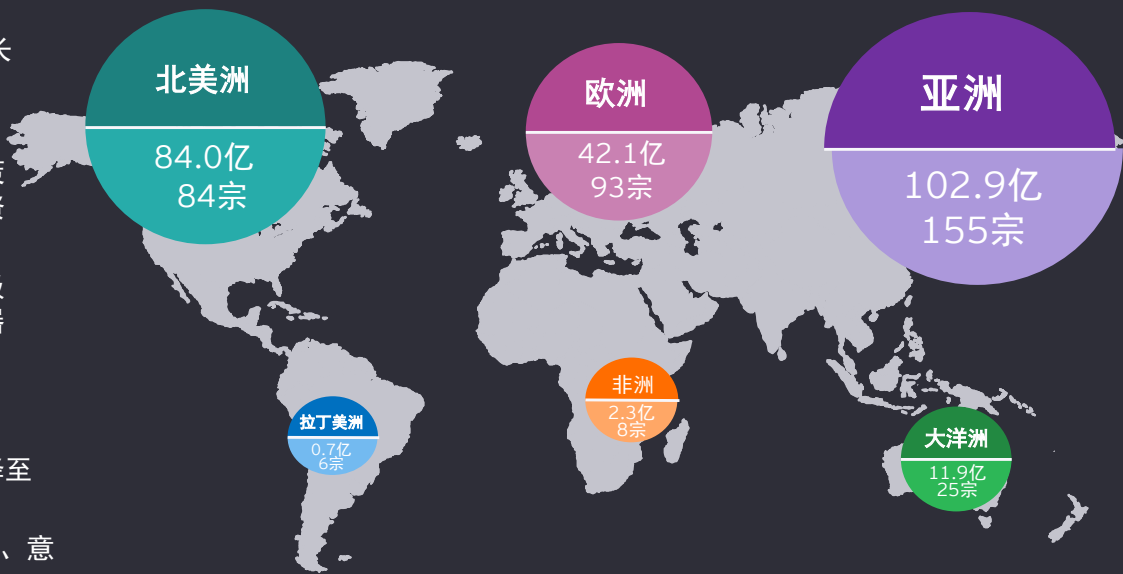 长
北美洲
84.0亿
84宗
欧洲
42.1亿
93宗
亚洲
102.9亿
155宗
拉丁美洲
0.7亿
6宗
非洲
2.3亿
8宗
大洋洲
11.9亿
25宗
至
、意